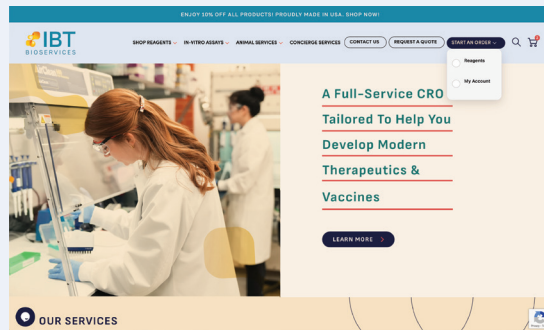 ENJOY 10% OFF ALL PRODUCTS! PROUDLY MADE IN USA. SHOP NOW!
IBT
BIOSERVICES
SHOP REAGENTS
IN-VITRO ASSAYS
ANIMAL SERVICES
CONCIERGE SERVICES
CONTACT US
REQUEST A QUOTE
START AN ORDER
Reagents
My Account
A Full-Service CRO
Tailored To Help You
Develop Modern
Therapeutics &
Vaccines
LEARN MORE
OUR SERVICES